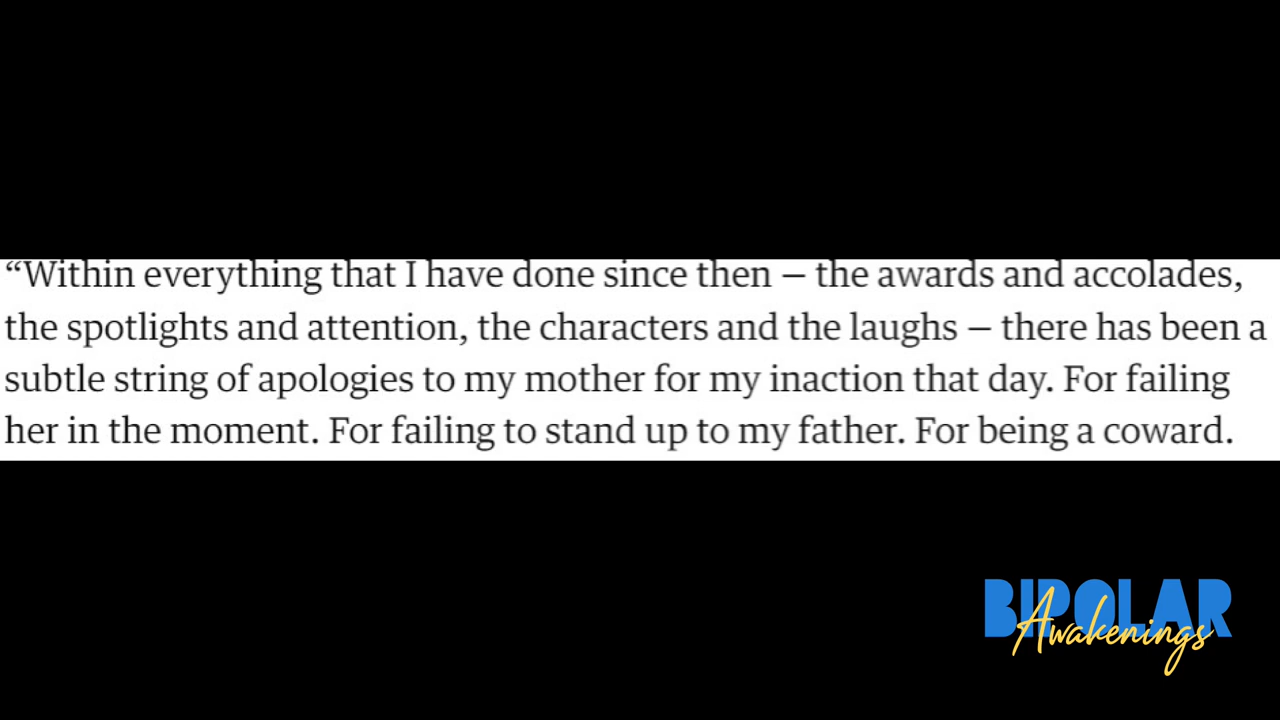 “Within everything that I have done since then — the awards and accolades,
the spotlights and attention, the characters and the laughs — there has been a
subtle string of apologies to my mother for my inaction that day. For failing
her in the moment. For failing to stand up to my father. For being a coward.
BIPOLAR
Awakenings